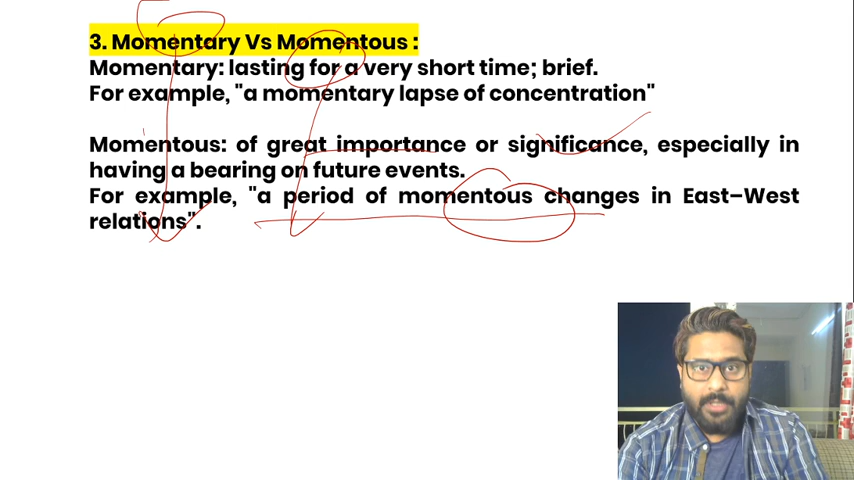 3. Momentary Vs Momentous :
Momentary: lasting for a very short time; brief.
For example, "a momentary lapse of concentration"
Momentous: of great importance or significance, especially in
having a bearing on future events.
For example, "a period of momentous changes in East–West
relations".